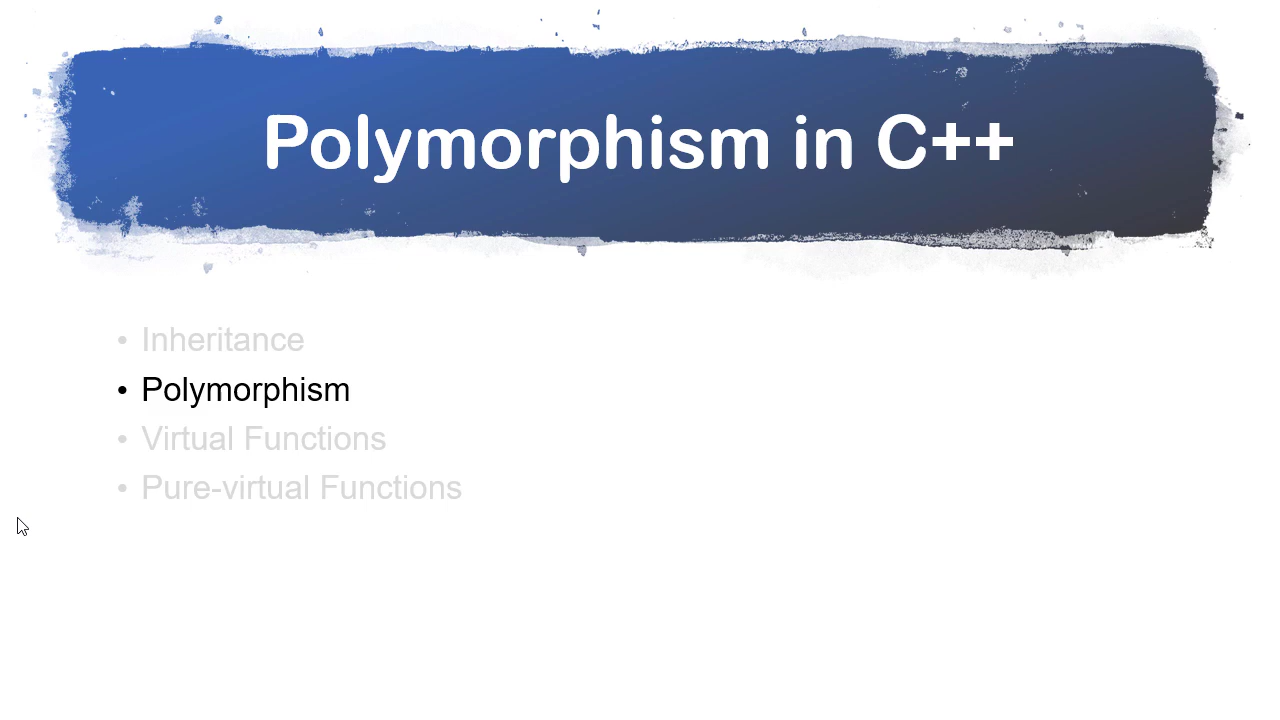 Polymorphism in C++
• Inheritance
• Polymorphism
• Virtual Functions
• Pure-virtual Functions